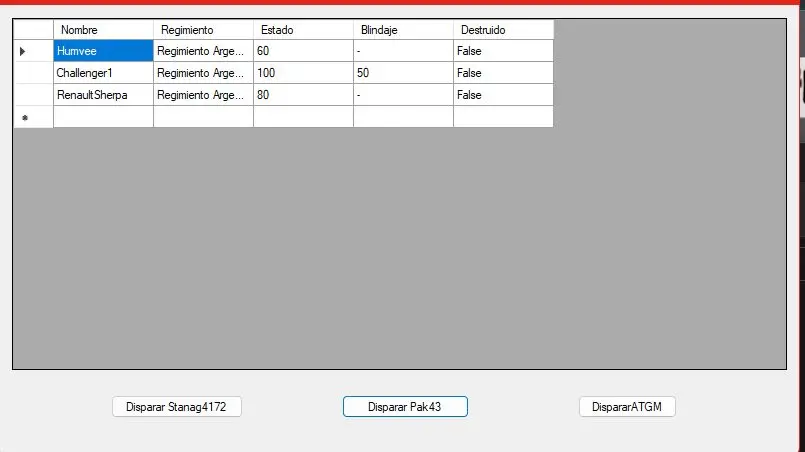 Nombre Regimiento Estado Blindaje Destruido
Humvee Regimiento Arge... 60 - False
Challenger1 Regimiento Arge... 100 50 False
RenaultSherpa Regimiento Arge... 80 - False
Disparar Stanag4172 Disparar Pak43 DispararATGM